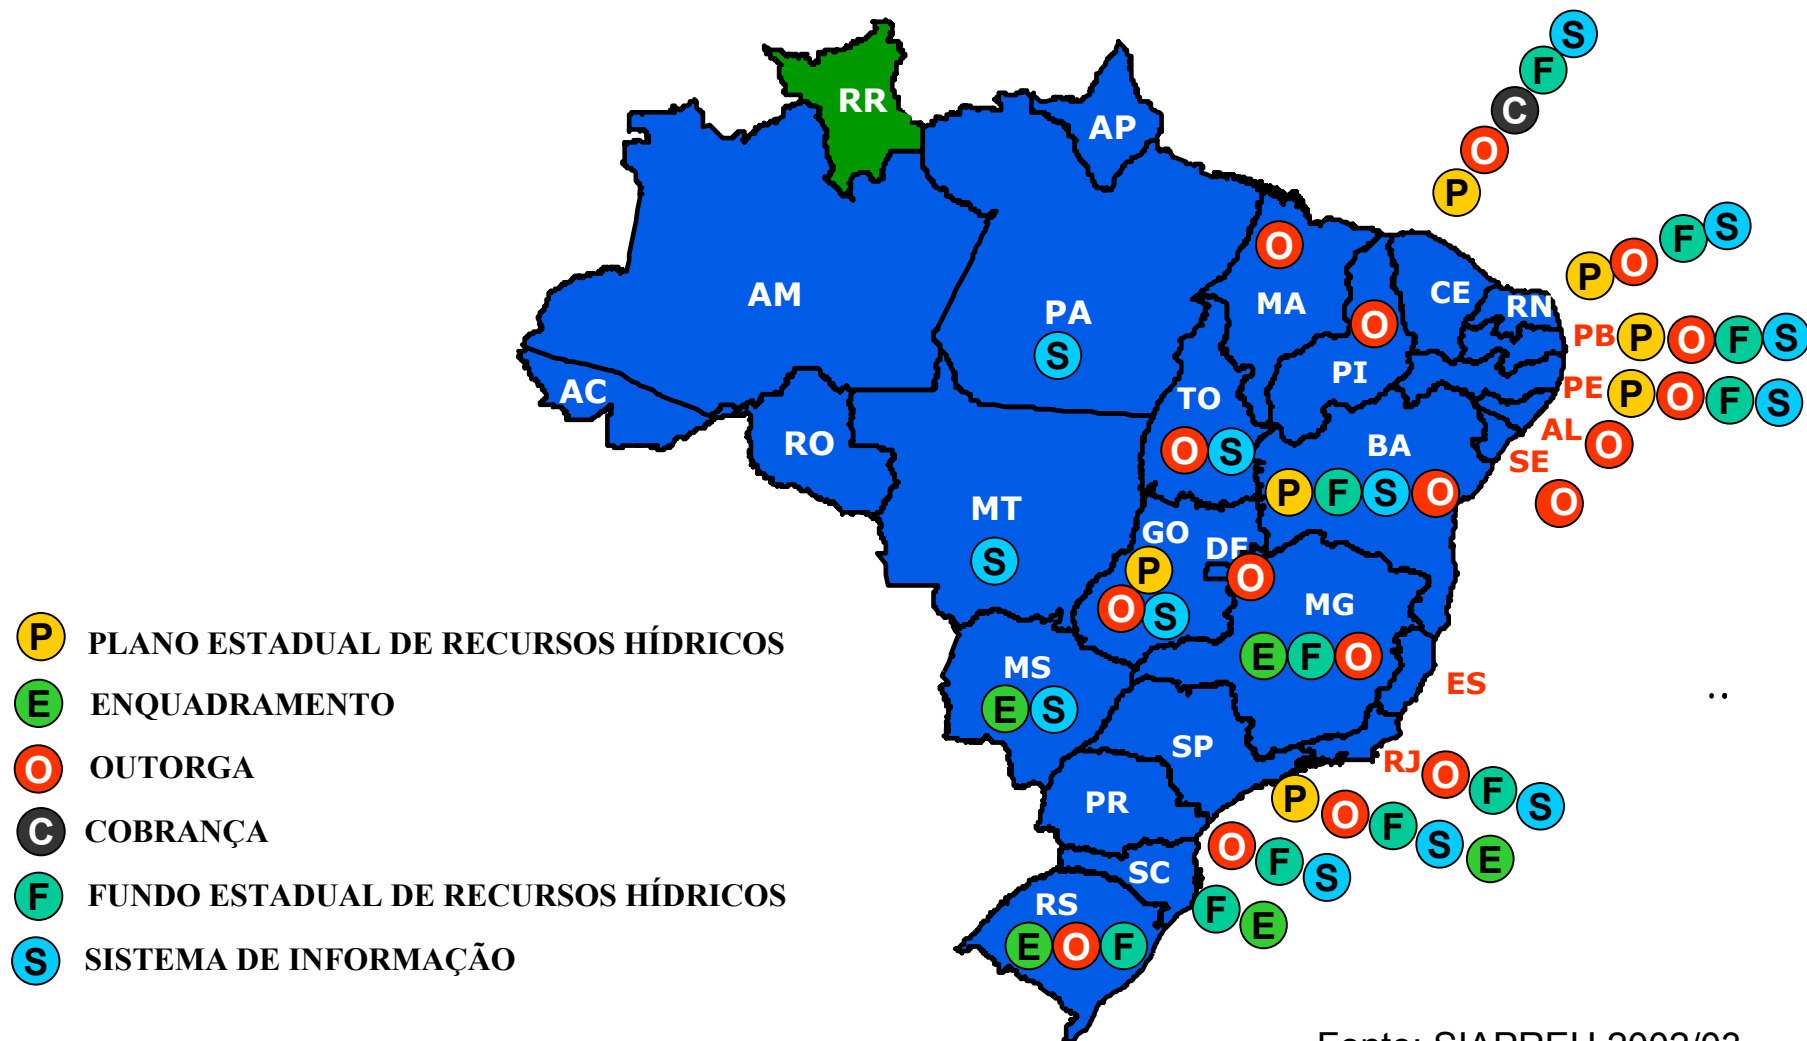 S
F
C
O
P
RR
AP
P O F S
O
MA
CE
RN
AM
PA
S
O
PI
PB P O F S
PE P O F S
AL O
SE
O
AC
TO
O S
RO
BA
P F S O
MT
S
GO
DF
P
O
O S
MG
E F O
P PLANO ESTADUAL DE RECURSOS HÍDRICOS
E ENQUADRAMENTO
O OUTORGA
C COBRANÇA
F FUNDO ESTADUAL DE RECURSOS HÍDRICOS
S SISTEMA DE INFORMAÇÃO
MS
E S
ES
..
SP
RJ O F S
P O F S E
PR
O F S
SC
F E
RS
E O F